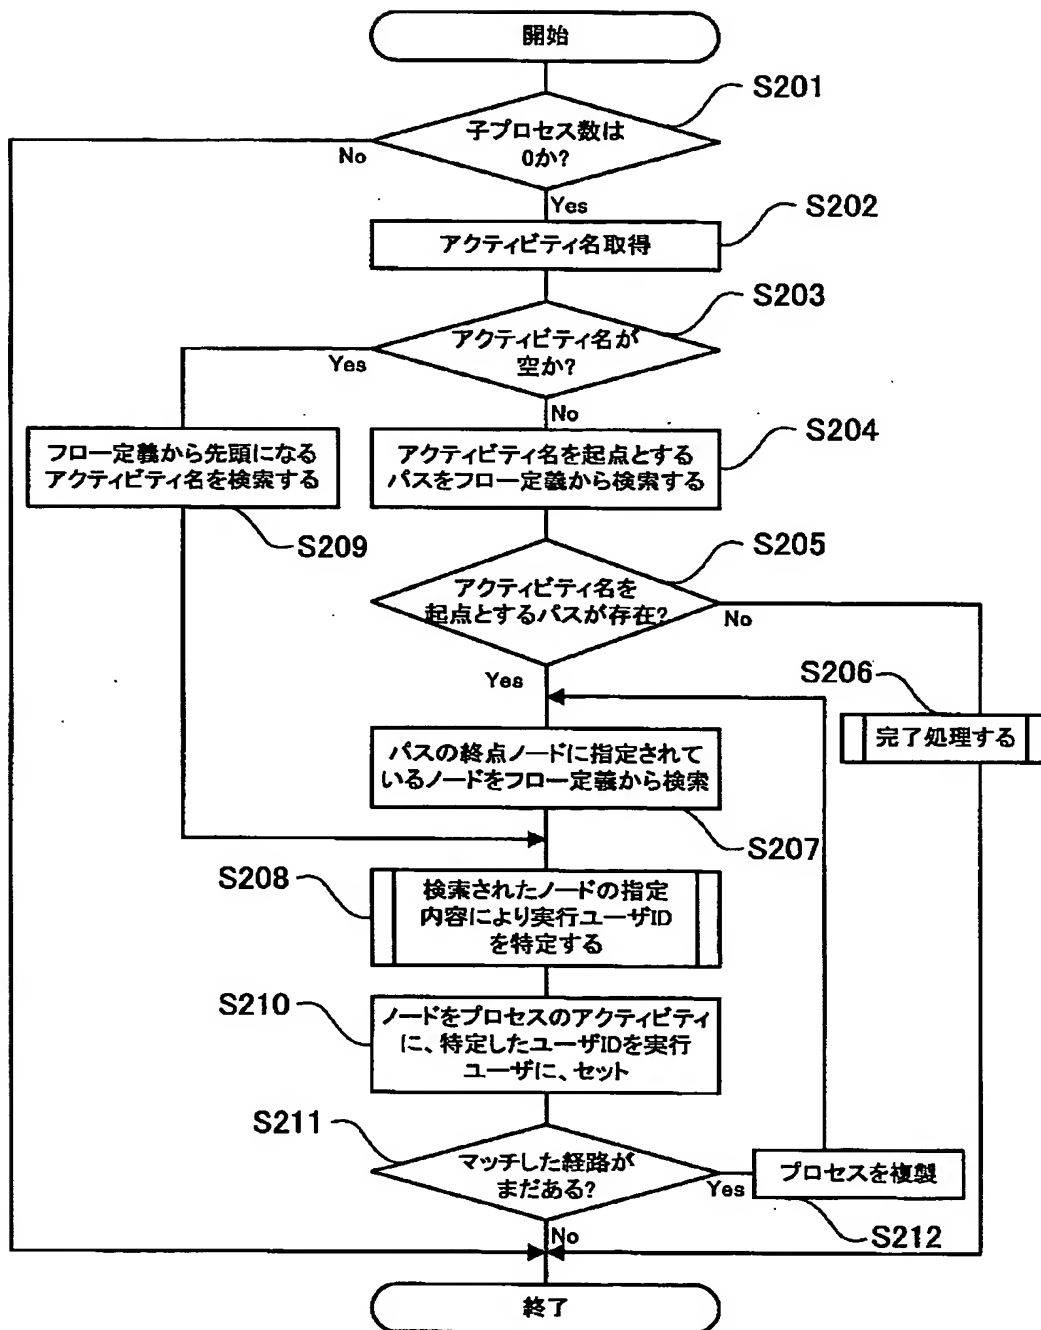 開始
S201
子プロセス数は
0か?
No
Yes
S202
アクティビティ名取得
S203
アクティビティ名が
空か?
Yes
No
S204
フロー定義から先頭になる
アクティビティ名を検索する
アクティビティ名を起点とする
パスをフロー定義から検索する
S209
S205
アクティビティ名を
起点とするパスが存在?
No
Yes
S206
完了処理する
パスの終点ノードに指定されて
いるノードをフロー定義から検索
S207
S208
検索されたノードの指定
内容により実行ユーザID
を特定する
S210
ノードをプロセスのアクティビティ
に、特定したユーザIDを実行
ユーザに、セット
S211
マッチした経路が
まだある?
Yes
プロセスを複製
S212
No
終了